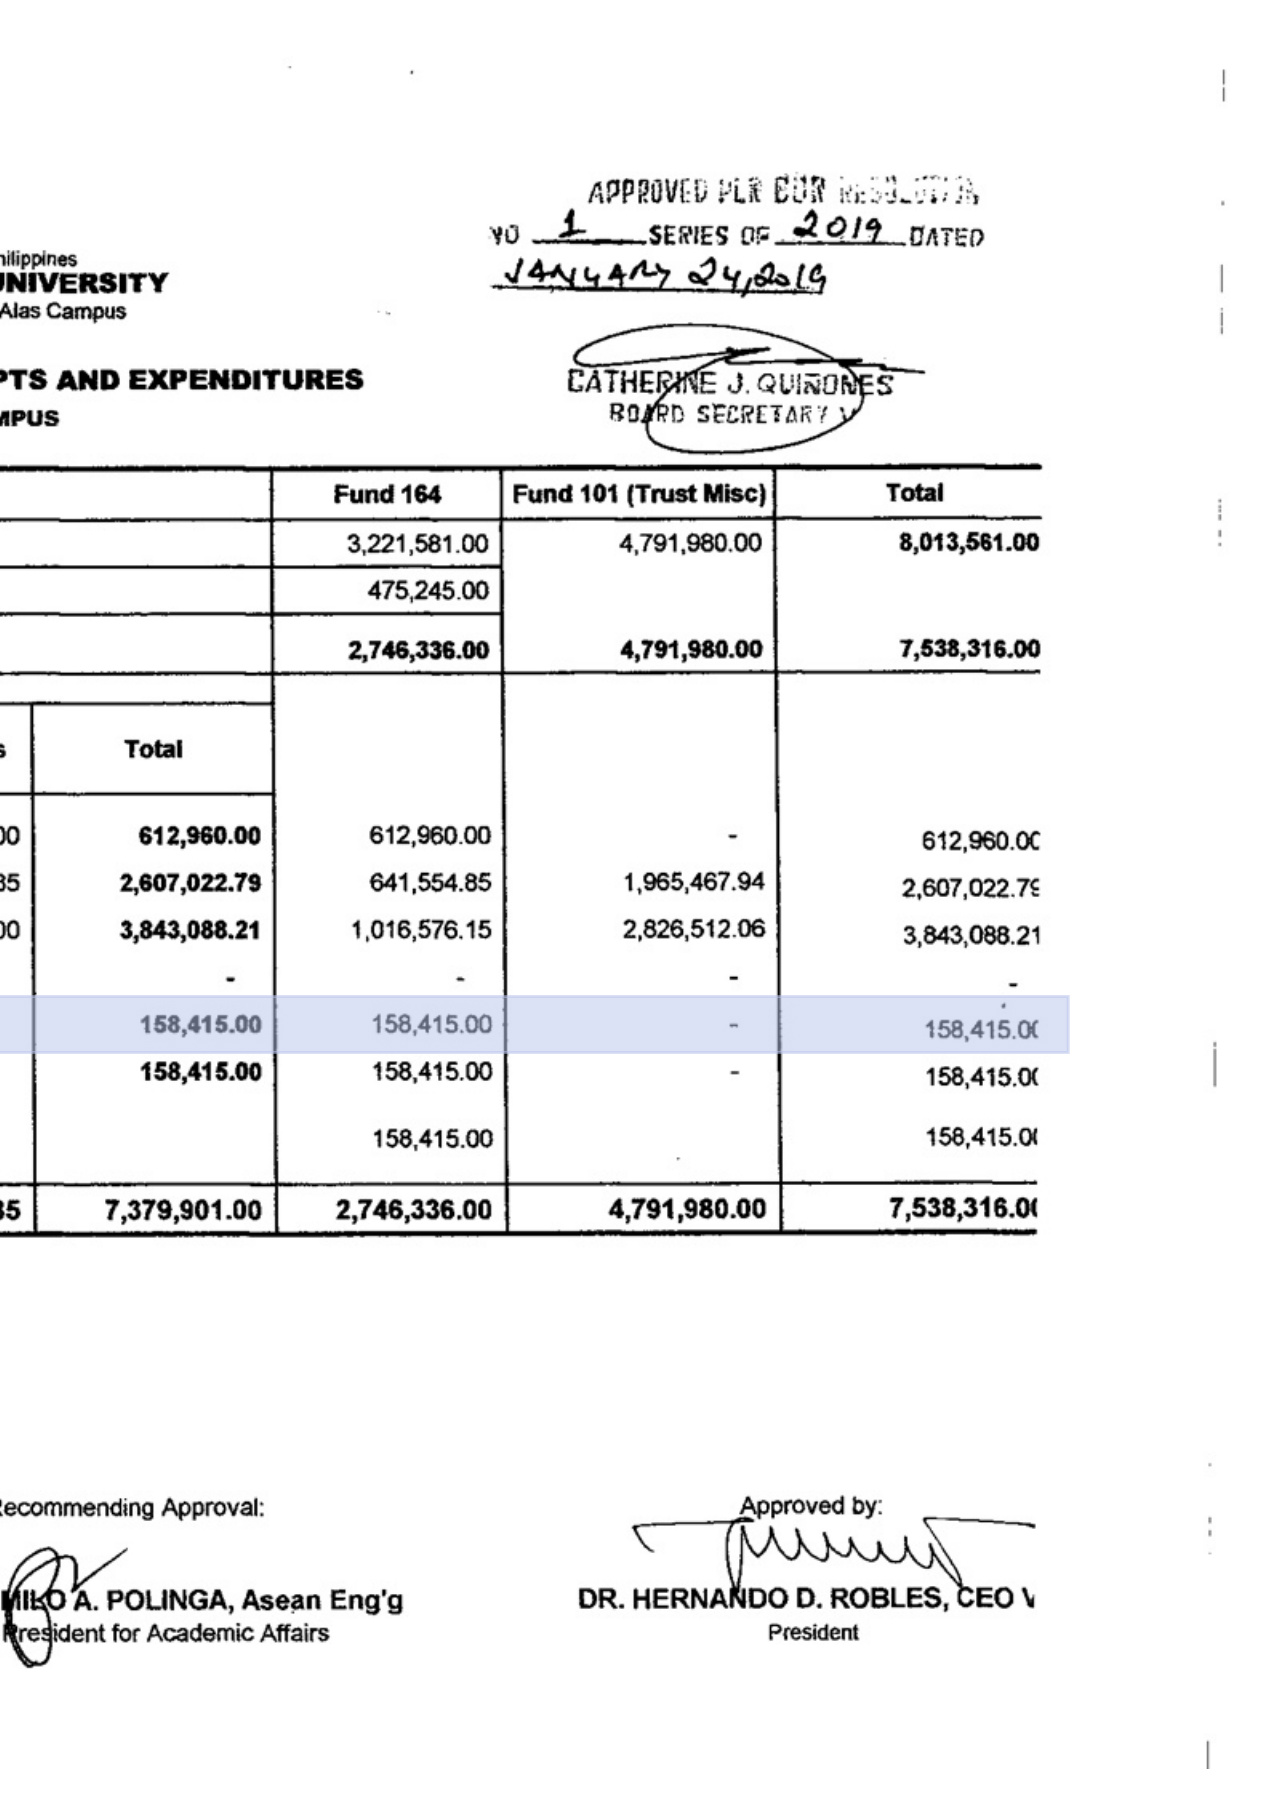 APPROVED PER BOR RESOLUTION
NO 1 SERIES OF 2019 DATED
JANUARY 24, 2019
hilippines
UNIVERSITY
Alas Campus
CATHERINE J. QUIÑONES
BOARD SECRETARY V
PTS AND EXPENDITURES
MPUS
Fund 164 Fund 101 (Trust Misc) Total
3,221,581.00 4,791,980.00 8,013,561.00
475,245.00
2,746,336.00 4,791,980.00 7,538,316.00
s Total
00 612,960.00 612,960.00 - 612,960.00
35 2,607,022.79 641,554.85 1,965,467.94 2,607,022.79
00 3,843,088.21 1,016,576.15 2,826,512.06 3,843,088.21
- - - -
158,415.00 158,415.00 - 158,415.00
158,415.00 158,415.00 - 158,415.00
158,415.00 158,415.00
35 7,379,901.00 2,746,336.00 4,791,980.00 7,538,316.00
Recommending Approval:
Approved by:
MILO A. POLINGA, Asean Eng'g
President for Academic Affairs
DR. HERNANDO D. ROBLES, CEO V
President